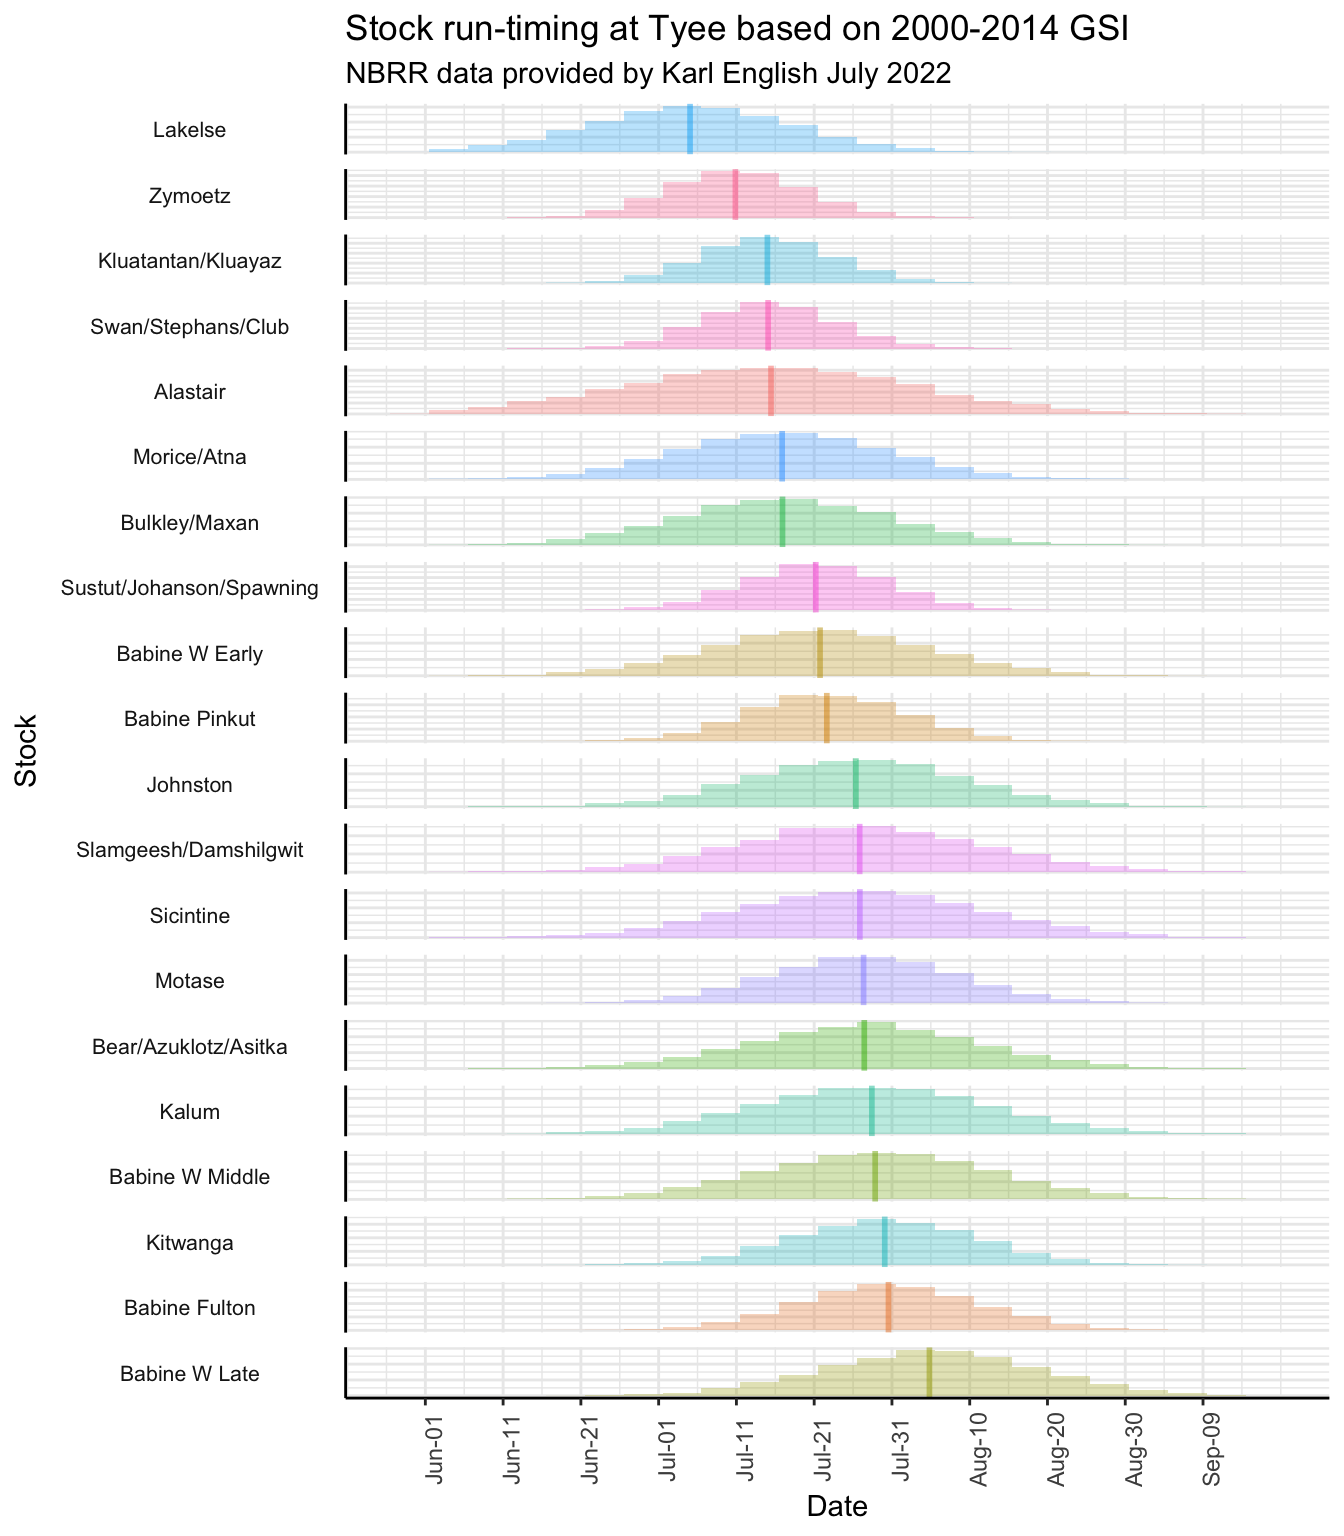 Stock run-timing at Tyee based on 2000-2014 GSI
NBRR data provided by Karl English July 2022
Lakelse
Zymoetz
Kluatantan/Kluayaz
Swan/Stephans/Club
Alastair
Morice/Atna
Bulkley/Maxan
Sustut/Johanson/Spawning
Babine W Early
Babine Pinkut
Johnston
Slamgeesh/Damshilgwit
Sicintine
Motase
Bear/Azuklotz/Asitka
Kalum
Babine W Middle
Kitwanga
Babine Fulton
Babine W Late
Stock
Jun-01
Jun-11
Jun-21
Jul-01
Jul-11
Jul-21
Jul-31
Aug-10
Aug-20
Aug-30
Sep-09
Date